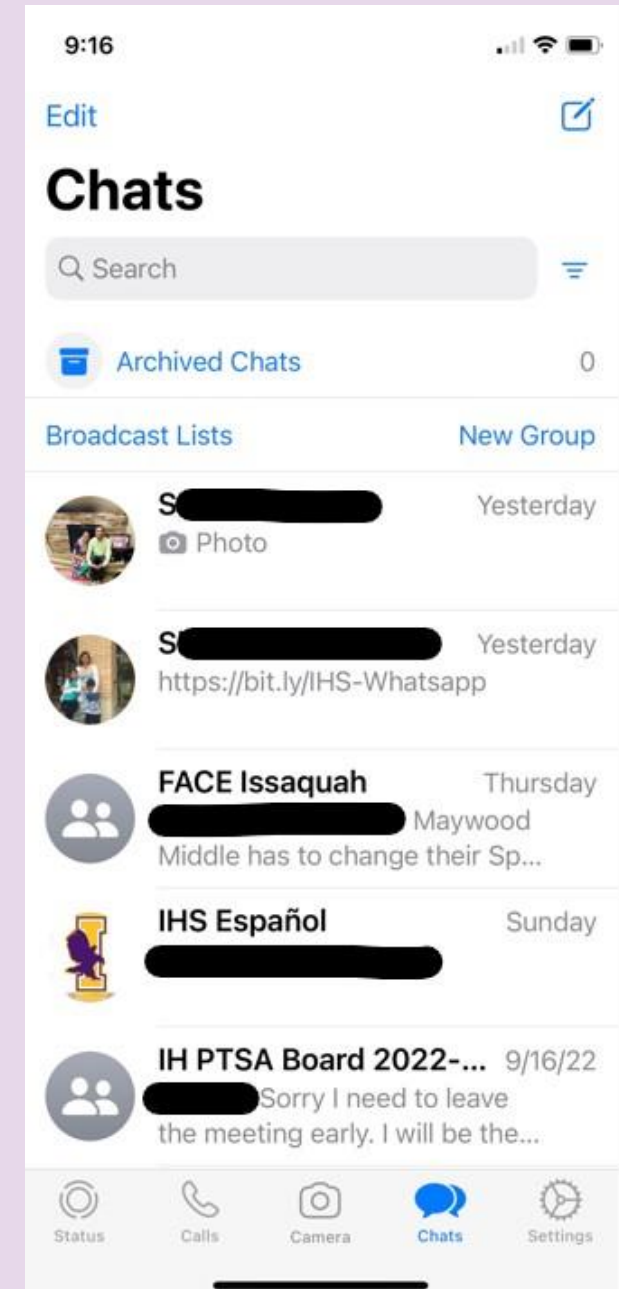 9:16
Edit
Chats
Search
Archived Chats 0
Broadcast Lists New Group
S Yesterday
Photo
S Yesterday
https://bit.ly/IHS-Whatsapp
FACE Issaquah Thursday
Maywood
Middle has to change their Sp...
IHS Español Sunday
I
IH PTSA Board 2022-... 9/16/22
Sorry I need to leave
the meeting early. I will be the...
Status Calls Camera Chats Settings